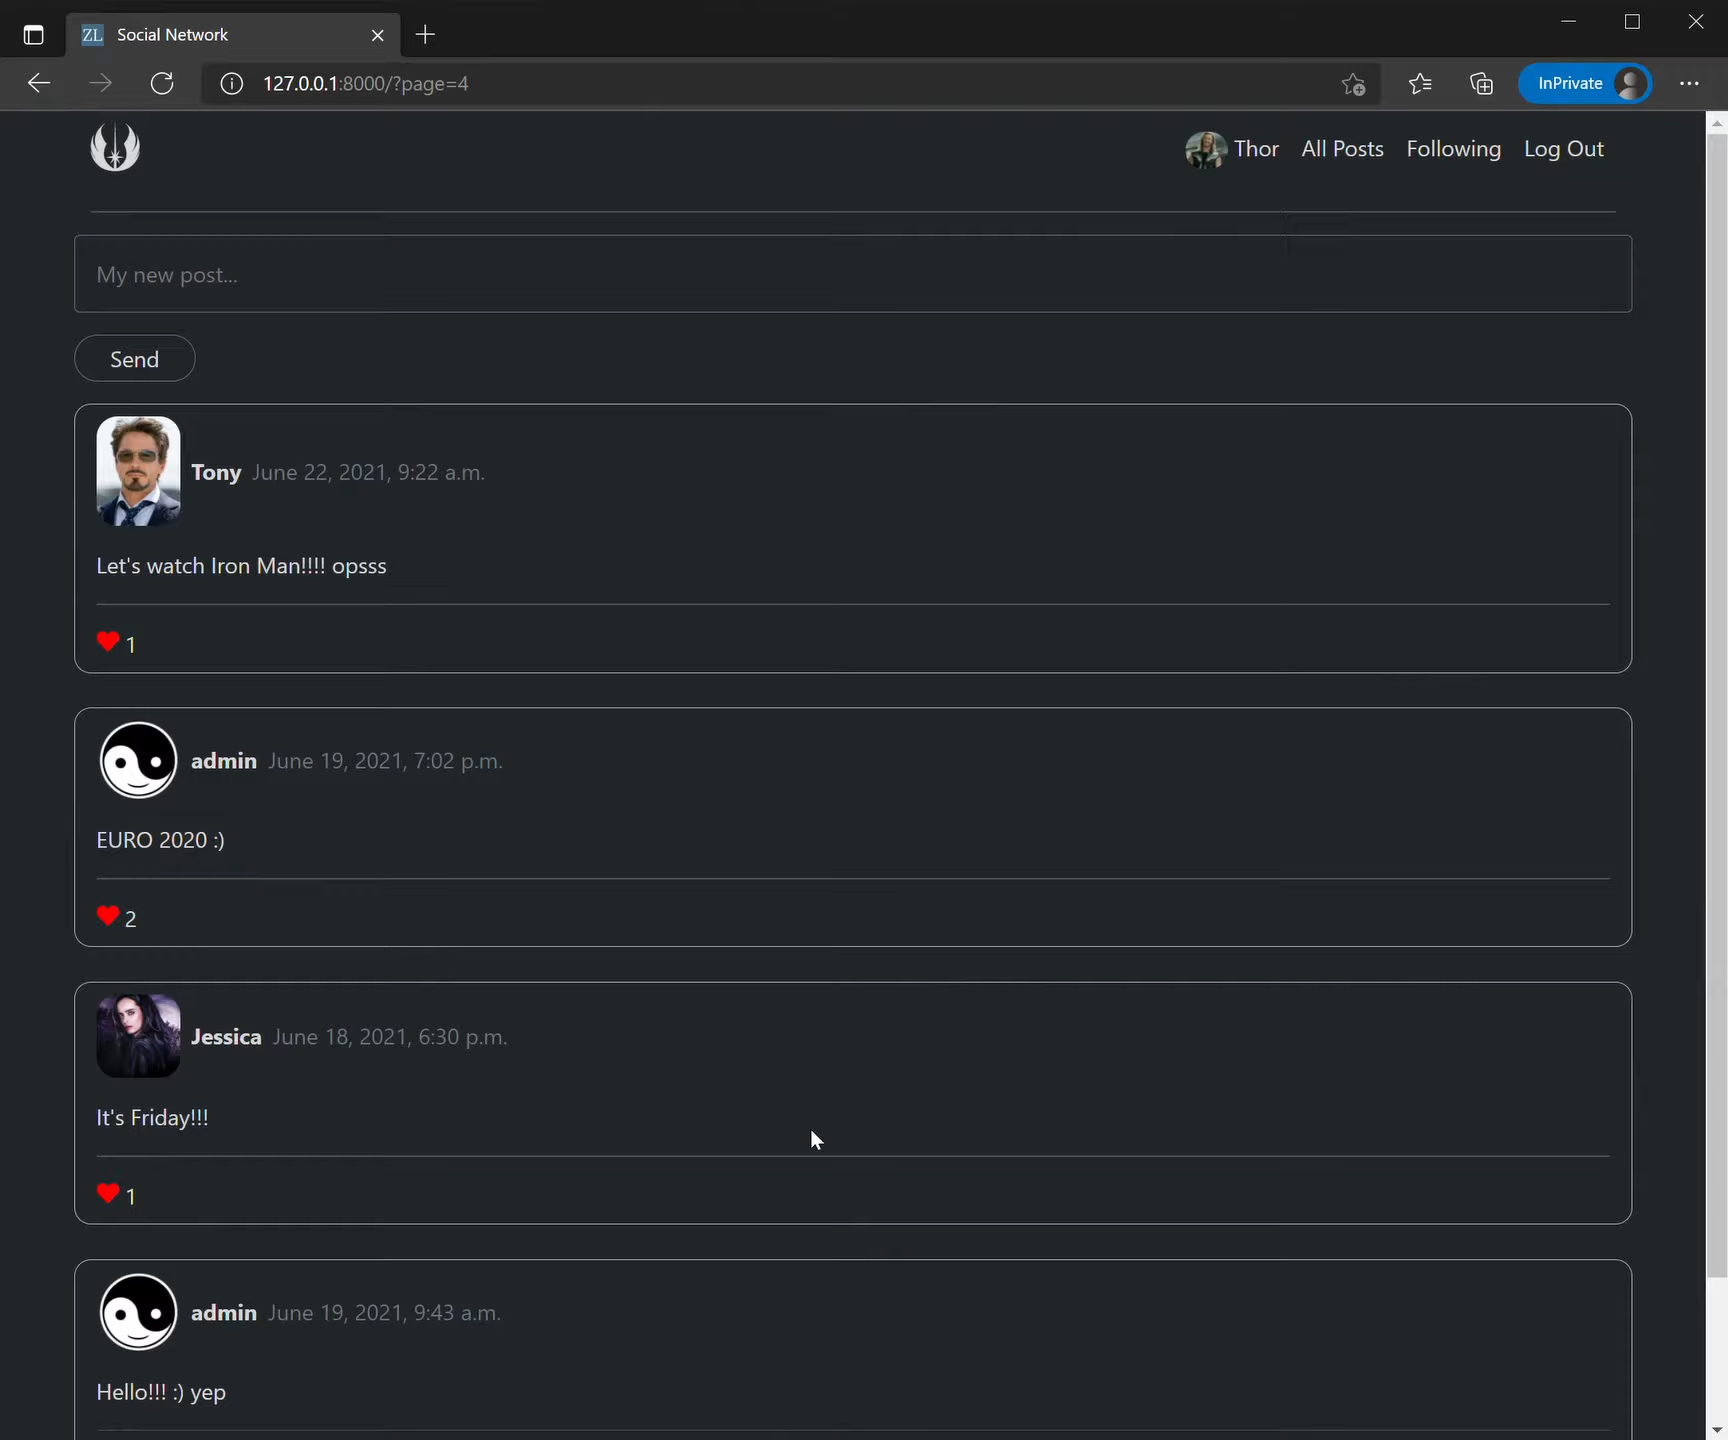 ZL Social Network
127.0.0.1:8000/?page=4
InPrivate
Thor All Posts Following Log Out
My new post...
Send
Tony June 22, 2021, 9:22 a.m.
Let's watch Iron Man!!!! opsss
1
admin June 19, 2021, 7:02 p.m.
EURO 2020 :)
2
Jessica June 18, 2021, 6:30 p.m.
It's Friday!!!
1
admin June 19, 2021, 9:43 a.m.
Hello!!! :) yep